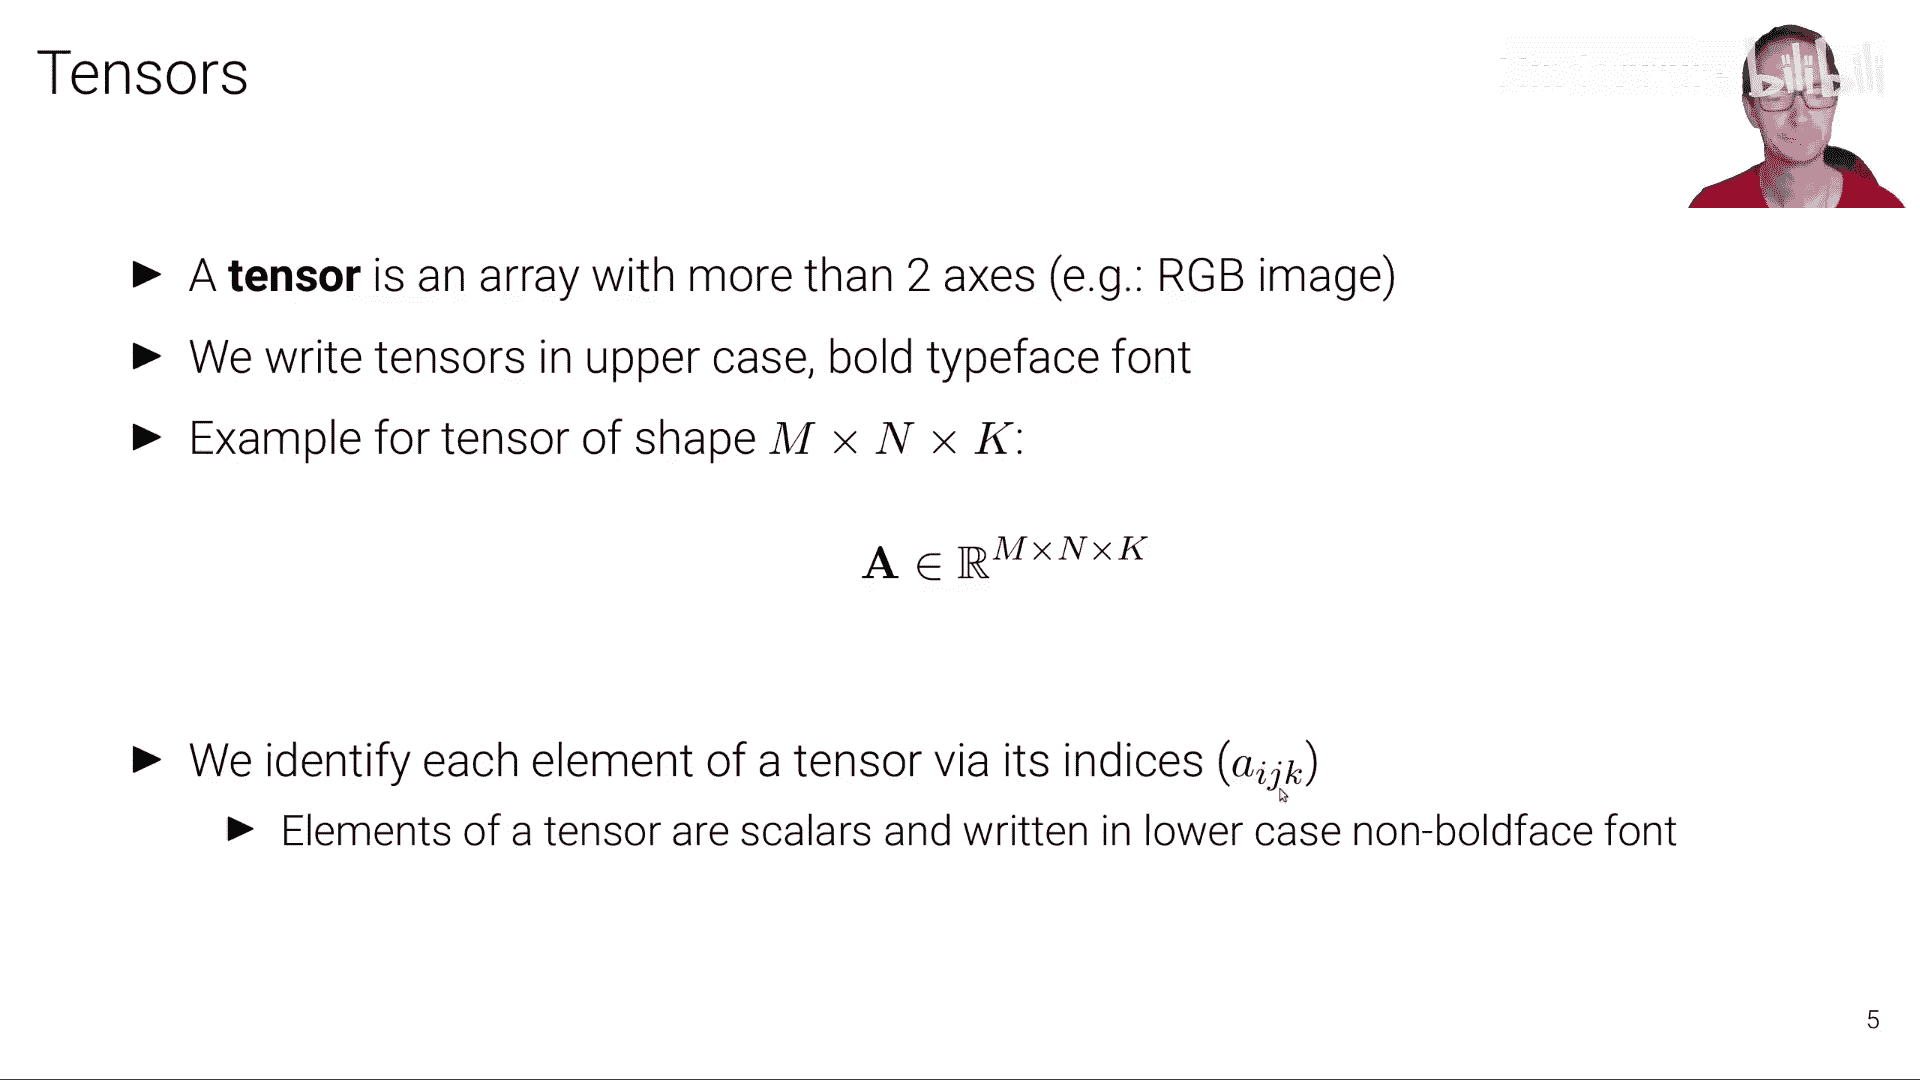 Tensors
bilibili
▶ A tensor is an array with more than 2 axes (e.g.: RGB image)
▶ We write tensors in upper case, bold typeface font
▶ Example for tensor of shape M × N × K:
A ∈ ℝ^{M×N×K}
▶ We identify each element of a tensor via its indices (a_{ijk})
▶ Elements of a tensor are scalars and written in lower case non-boldface font
5